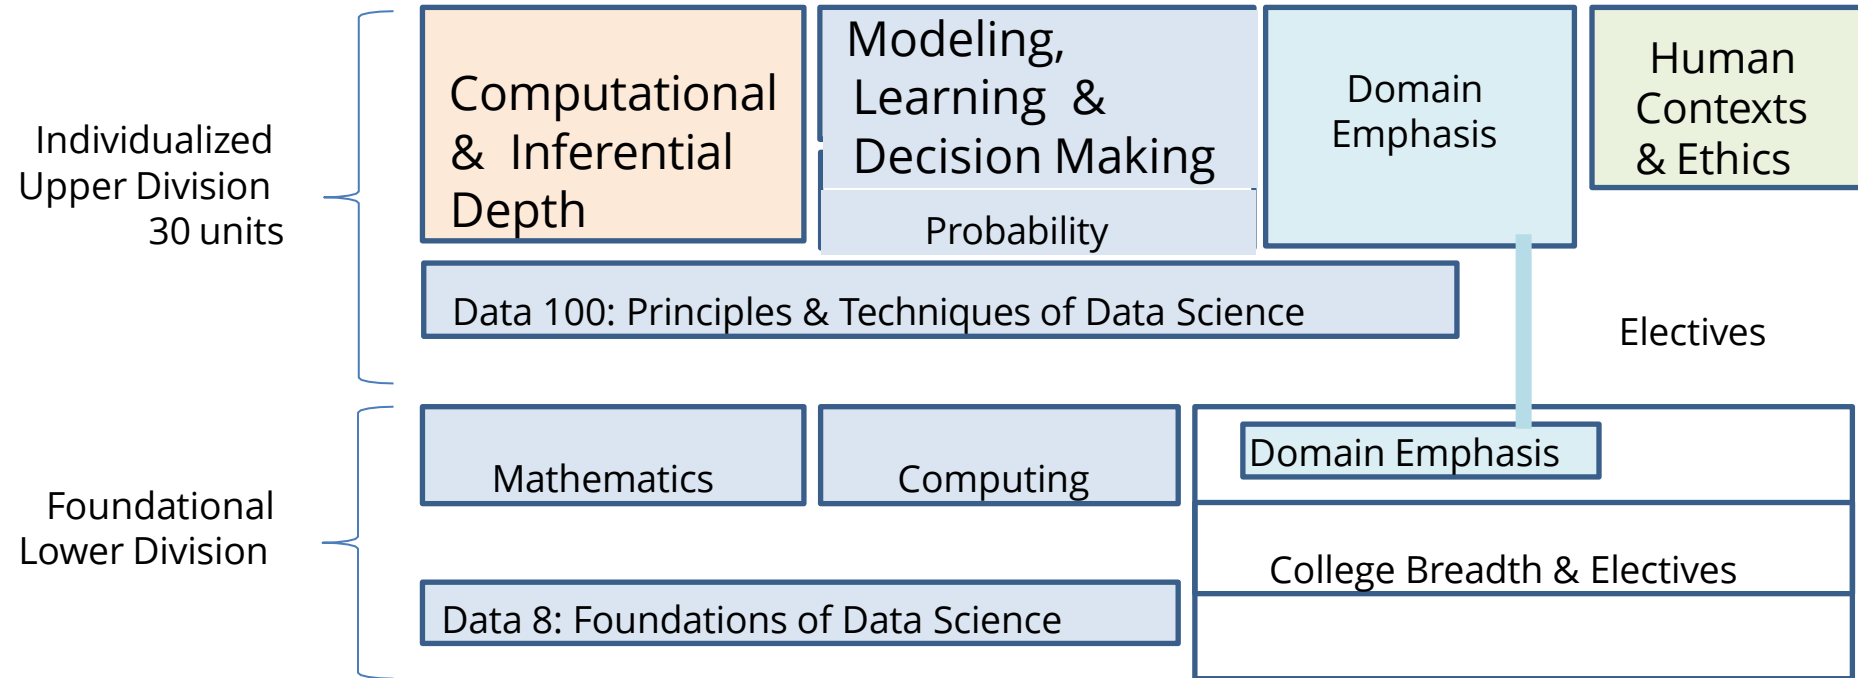 Individualized
Upper Division
30 units
Computational
& Inferential
Depth
Modeling,
Learning &
Decision Making
Probability
Domain
Emphasis
Human
Contexts
& Ethics
Data 100: Principles & Techniques of Data Science
Electives
Foundational
Lower Division
Mathematics
Computing
Domain Emphasis
College Breadth & Electives
Data 8: Foundations of Data Science